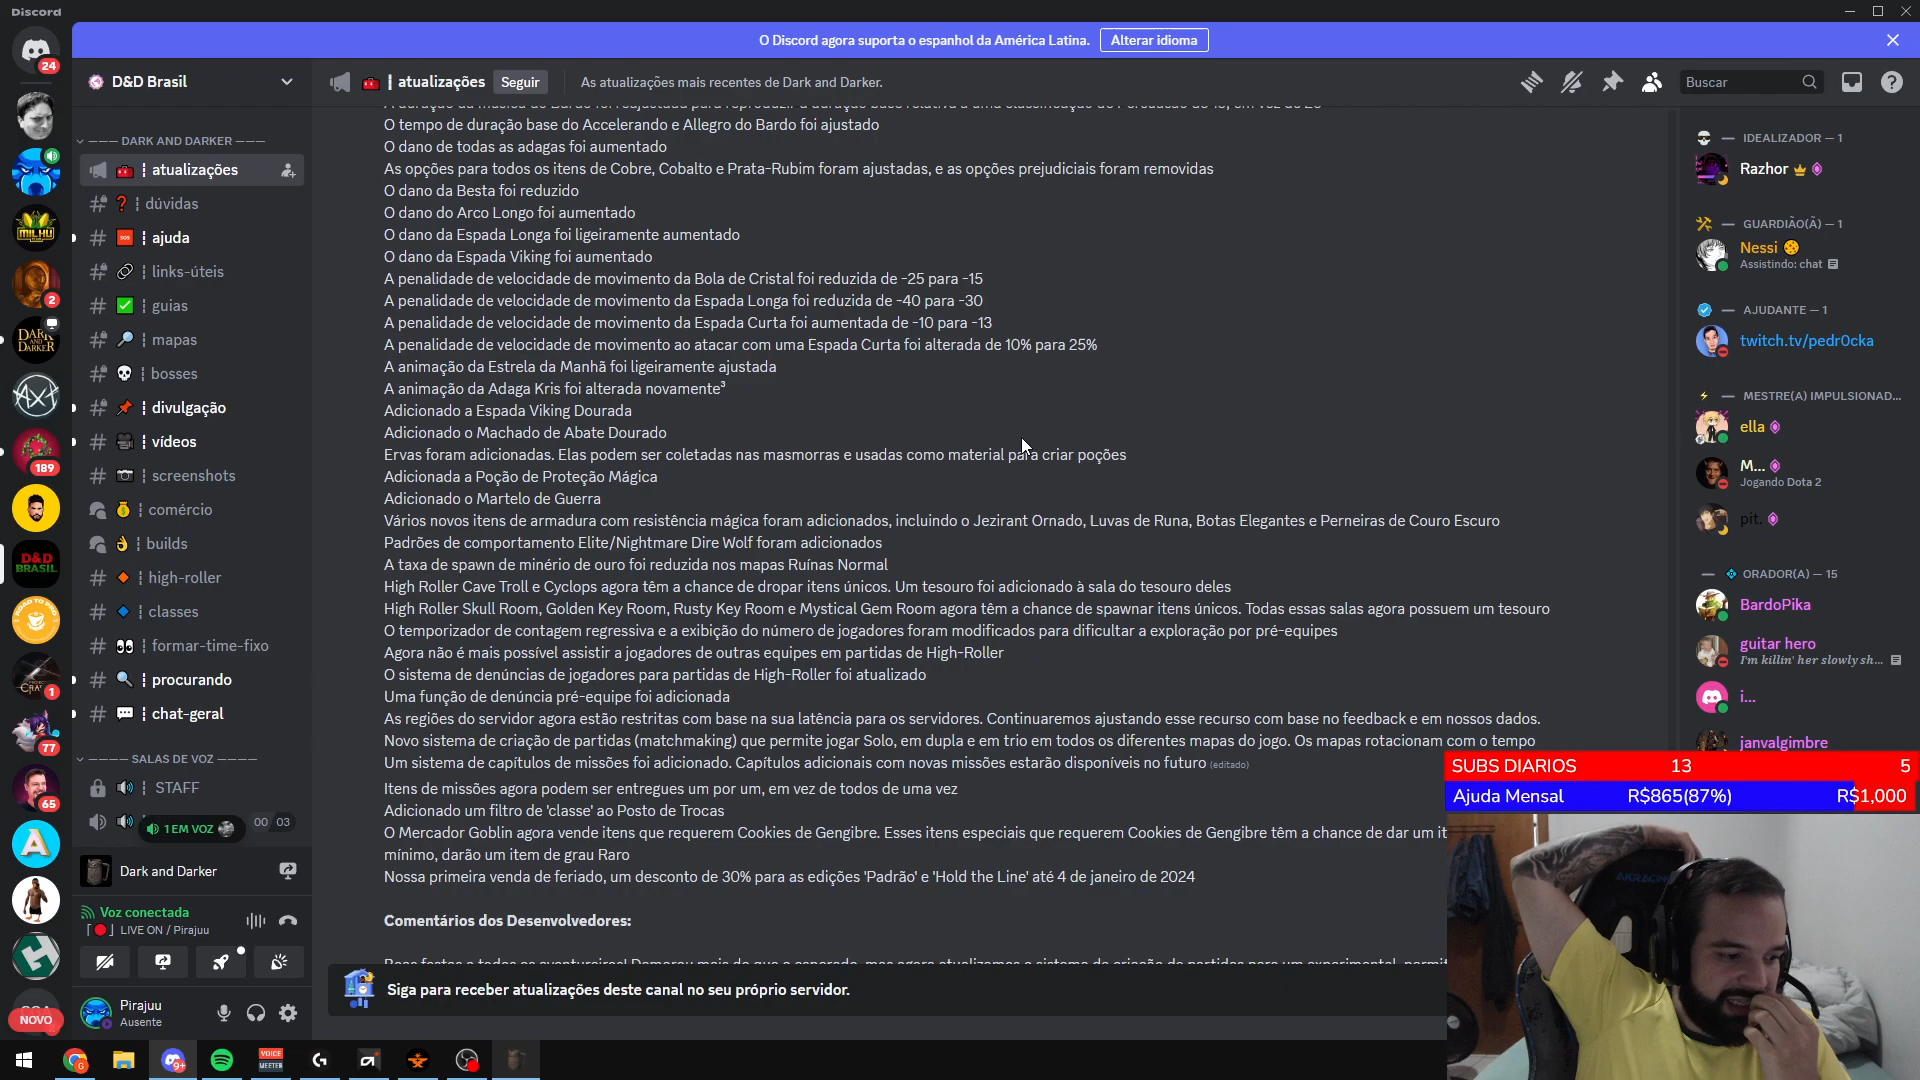 Discord
O Discord agora suporta o espanhol da América Latina.
Alterar idioma
24
2
189
1
77
65
NOVO
MILKU
DARK AND DARKER
AXT
D&D BRASIL
ROAD TO PRO
D&D Brasil
| atualizações
Seguir
As atualizações mais recentes de Dark and Darker.
Buscar
—— DARK AND DARKER ——
atualizações
dúvidas
ajuda
links-úteis
guias
mapas
bosses
divulgação
vídeos
screenshots
comércio
builds
high-roller
classes
formar-time-fixo
procurando
chat-geral
—— SALAS DE VOZ ——
STAFF
1 EM VOZ
00 03
Dark and Darker
Voz conectada
LIVE ON / Pirajuu
Pirajuu
Ausente
O tempo de duração base do Accelerando e Allegro do Bardo foi ajustado
O dano de todas as adagas foi aumentado
As opções para todos os itens de Cobre, Cobalto e Prata-Rubim foram ajustadas, e as opções prejudiciais foram removidas
O dano da Besta foi reduzido
O dano do Arco Longo foi aumentado
O dano da Espada Longa foi ligeiramente aumentado
O dano da Espada Viking foi aumentado
A penalidade de velocidade de movimento da Bola de Cristal foi reduzida de -25 para -15
A penalidade de velocidade de movimento da Espada Longa foi reduzida de -40 para -30
A penalidade de velocidade de movimento da Espada Curta foi aumentada de -10 para -13
A penalidade de velocidade de movimento ao atacar com uma Espada Curta foi alterada de 10% para 25%
A animação da Estrela da Manhã foi ligeiramente ajustada
A animação da Adaga Kris foi alterada novamente³
Adicionado a Espada Viking Dourada
Adicionado o Machado de Abate Dourado
Ervas foram adicionadas. Elas podem ser coletadas nas masmorras e usadas como material para criar poções
Adicionada a Poção de Proteção Mágica
Adicionado o Martelo de Guerra
Vários novos itens de armadura com resistência mágica foram adicionados, incluindo o Jezirant Ornado, Luvas de Runa, Botas Elegantes e Perneiras de Couro Escuro
Padrões de comportamento Elite/Nightmare Dire Wolf foram adicionados
A taxa de spawn de minério de ouro foi reduzida nos mapas Ruínas Normal
High Roller Cave Troll e Cyclops agora têm a chance de dropar itens únicos. Um tesouro foi adicionado à sala do tesouro deles
High Roller Skull Room, Golden Key Room, Rusty Key Room e Mystical Gem Room agora têm a chance de spawnar itens únicos. Todas essas salas agora possuem um tesouro
O temporizador de contagem regressiva e a exibição do número de jogadores foram modificados para dificultar a exploração por pré-equipes
Agora não é mais possível assistir a jogadores de outras equipes em partidas de High-Roller
O sistema de denúncias de jogadores para partidas de High-Roller foi atualizado
Uma função de denúncia pré-equipe foi adicionada
As regiões do servidor agora estão restritas com base na sua latência para os servidores. Continuaremos ajustando esse recurso com base no feedback e em nossos dados.
Novo sistema de criação de partidas (matchmaking) que permite jogar Solo, em dupla e em trio em todos os diferentes mapas do jogo. Os mapas rotacionam com o tempo
Um sistema de capítulos de missões foi adicionado. Capítulos adicionais com novas missões estarão disponíveis no futuro (editado)
Itens de missões agora podem ser entregues um por um, em vez de todos de uma vez
Adicionado um filtro de 'classe' ao Posto de Trocas
O Mercador Goblin agora vende itens que requerem Cookies de Gengibre. Esses itens especiais que requerem Cookies de Gengibre têm a chance de dar um it
mínimo, darão um item de grau Raro
Nossa primeira venda de feriado, um desconto de 30% para as edições 'Padrão' e 'Hold the Line' até 4 de janeiro de 2024
Comentários dos Desenvolvedores:
Siga para receber atualizações deste canal no seu próprio servidor.
— IDEALIZADOR — 1
Razhor
— GUARDIÃO(Ã) — 1
Nessi
Assistindo: chat
— AJUDANTE — 1
twitch.tv/pedr0cka
— MESTRE(A) IMPULSIONAD...
ella
M...
Jogando Dota 2
pit.
— ORADOR(A) — 15
BardoPika
guitar hero
I'm killin' her slowly sh...
i...
janvalgimbre
SUBS DIARIOS 13 5
Ajuda Mensal R$865(87%) R$1,000
AKRACING
VOICE MEETER
9+